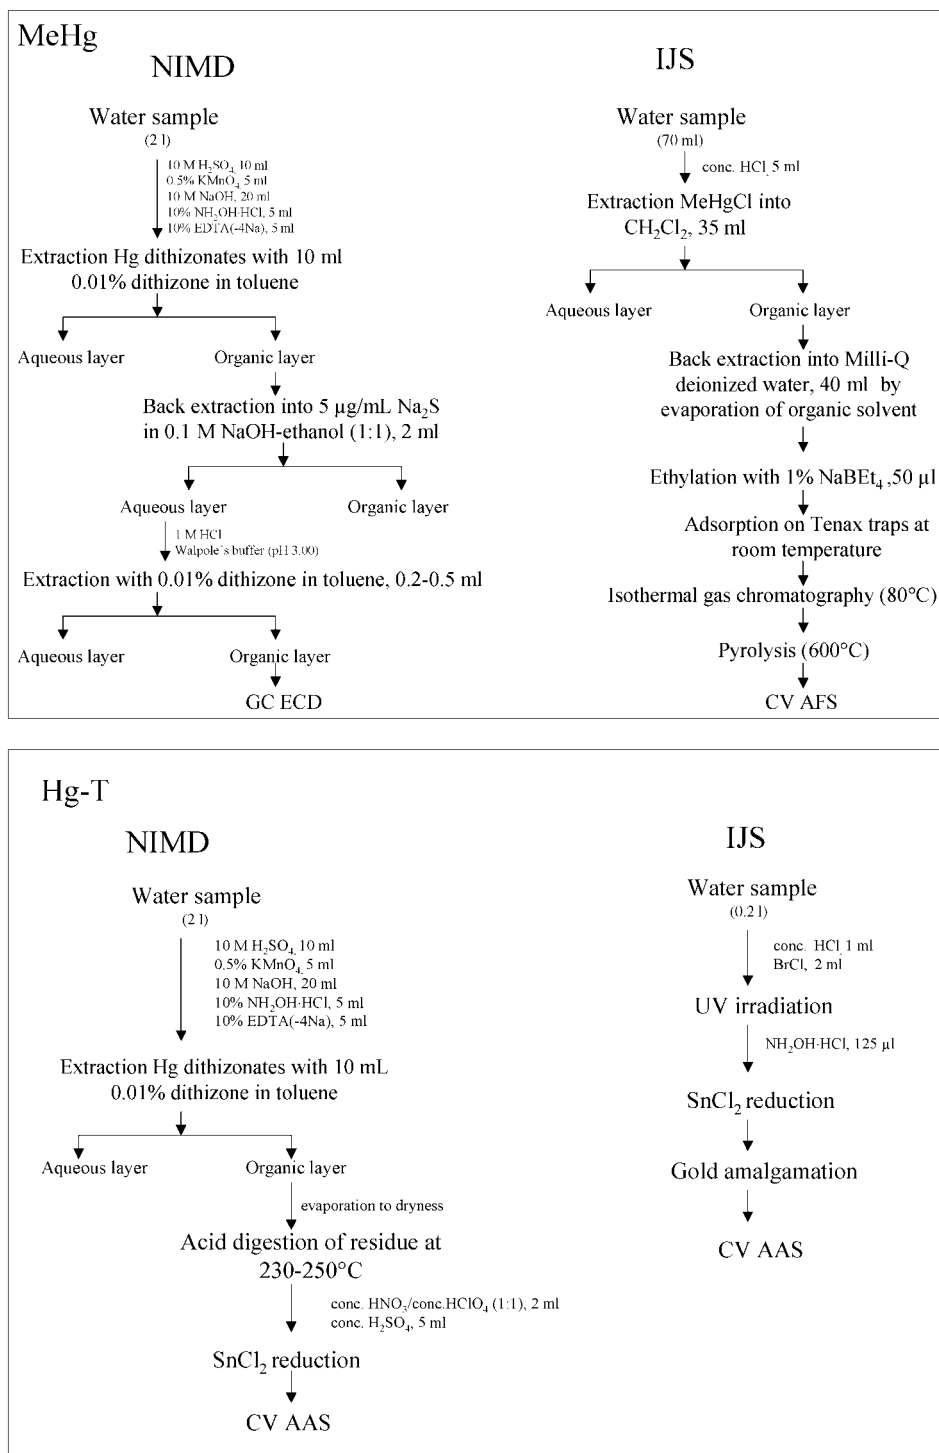 MeHg
NIMD
Water sample
(2 l)
10 M H₂SO₄, 10 ml
0.5% KMnO₄, 5 ml
10 M NaOH, 20 ml
10% NH₂OH·HCl, 5 ml
10% EDTA(-4Na), 5 ml
Extraction Hg dithizonates with 10 ml
0.01% dithizone in toluene
Aqueous layer
Organic layer
Back extraction into 5 µg/mL Na₂S
in 0.1 M NaOH-ethanol (1:1), 2 ml
Aqueous layer
Organic layer
1 M HCl
Walpole`s buffer (pH 3.00)
Extraction with 0.01% dithizone in toluene, 0.2-0.5 ml
Aqueous layer
Organic layer
GC ECD
IJS
Water sample
(70 ml)
conc. HCl, 5 ml
Extraction MeHgCl into
CH₂Cl₂, 35 ml
Aqueous layer
Organic layer
Back extraction into Milli-Q
deionized water, 40 ml by
evaporation of organic solvent
Ethylation with 1% NaBEt₄ ,50 µl
Adsorption on Tenax traps at
room temperature
Isothermal gas chromatography (80°C)
Pyrolysis (600°C)
CV AFS
Hg-T
NIMD
Water sample
(2 l)
10 M H₂SO₄, 10 ml
0.5% KMnO₄, 5 ml
10 M NaOH, 20 ml
10% NH₂OH·HCl, 5 ml
10% EDTA(-4Na), 5 ml
Extraction Hg dithizonates with 10 mL
0.01% dithizone in toluene
Aqueous layer
Organic layer
evaporation to dryness
Acid digestion of residue at
230-250°C
conc. HNO₃/conc.HClO₄ (1:1), 2 ml
conc. H₂SO₄, 5 ml
SnCl₂ reduction
CV AAS
IJS
Water sample
(0.2 l)
conc. HCl, 1 ml
BrCl, 2 ml
UV irradiation
NH₂OH·HCl, 125 µl
SnCl₂ reduction
Gold amalgamation
CV AAS